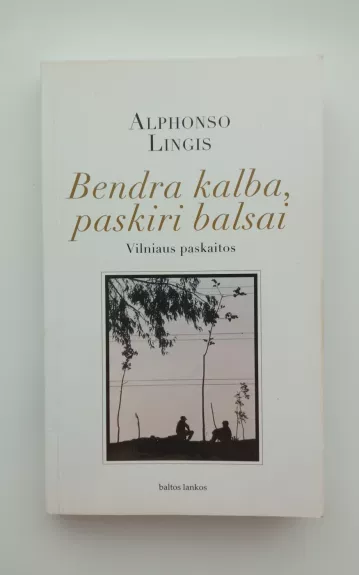 ALPHONSO
LINGIS
Bendra kalba,
paskiri balsai
Vilniaus paskaitos
baltos lankos